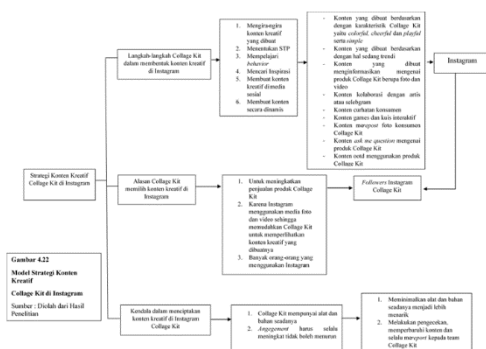 Langkah-langkah Collage Kit
dalam membentuk konten kreatif
di Instagram
1. Mengira-ngira
konten kreatif
yang dibuat
2. Menentukan STP
3. Mempelajari
behavior
4. Mencari Inspirasi
5. Membuat konten
kreatif di media
sosial
6. Membuat konten
secara dinamis
- Konten yang dibuat berdasarkan
dengan karakteristik Collage Kit
yaitu colorful, cheerful dan playful
serta simple
- Konten yang dibuat berdasarkan
dengan hal sedang trendi
- Konten yang dibuat
menginformasikan mengenai
produk Collage Kit berupa foto dan
video
- Konten kolaborasi dengan artis
atau selebgram
- Konten curhatan konsumen
- Konten games dan kuis interaktif
- Konten merepost foto konsumen
Collage Kit
- Konten ask me question mengenai
produk Collage Kit
- Konten ootd menggunakan produk
Collage Kit
Instagram
Strategi Konten Kreatif
Collage Kit di Instagram
Alasan Collage Kit
memilih konten kreatif di
Instagram
1. Untuk meningkatkan
penjualan produk Collage
Kit
2. Karena Instagram
menggunakan media foto
dan video sehingga
memudahkan Collage Kit
untuk memperlihatkan
konten kreatif yang
dibuatnya
3. Banyak orang-orang yang
menggunakan Instagram
Followers Instagram
Collage Kit
Gambar 4.22
Model Strategi Konten
Kreatif
Collage Kit di Instagram
Sumber : Diolah dari Hasil
Penelitian
Kendala dalam menciptakan
konten kreatif di Instagram
Collage Kit
1. Collage Kit mempunyai alat dan
bahan seadanya
2. Angegement harus selalu
meningkat tidak boleh menurun
1. Meminimalkan alat dan bahan
seadanya menjadi lebih
menarik
2. Melakukan pengecekan,
memperbaiki konten dan
selalu mereport kepada team
Collage Kit